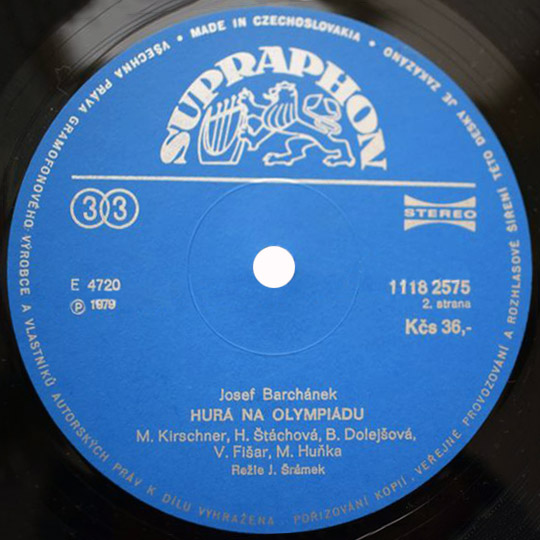 • MADE IN CZECHOSLOVAKIA •
VŠECHNA PRÁVA GRAMOFONOVÉHO VÝROBCE A VLASTNÍKŮ AUTORSKÝCH PRÁV K DÍLU VYHRAŽENA. POŘIZOVÁNÍ KOPIÍ, VEŘEJNÉ PROVOZOVÁNÍ A ROZHLASOVÉ ŠÍŘENÍ TÉTO DESKY JE ZAKÁZÁNO
SUPRAPHON
33
STEREO
E 4720
Ⓟ 1979
1118 2575
2. strana
Kčs 36,-
Josef Barchánek
HURÁ NA OLYMPIÁDU
M. Kirschner, H. Štáchová, B. Dolejšová,
V. Fišar, M. Huňka
Režie J. Šrámek